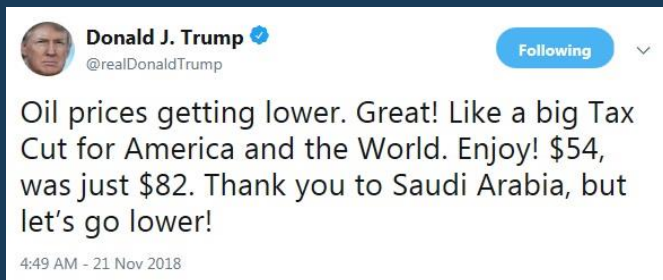 Donald J. Trump
@realDonaldTrump
Following
Oil prices getting lower. Great! Like a big Tax
Cut for America and the World. Enjoy! $54,
was just $82. Thank you to Saudi Arabia, but
let’s go lower!
4:49 AM - 21 Nov 2018